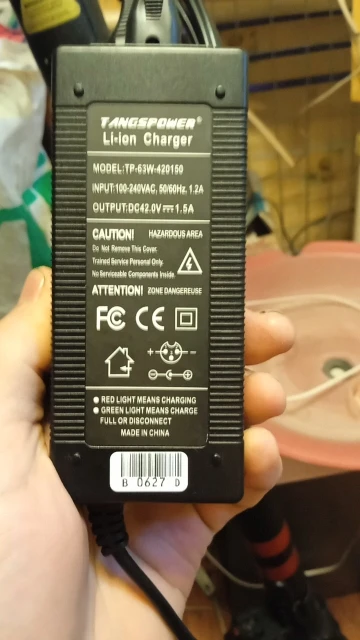 TANGSPOWER®
Li-ion Charger
MODEL:TP-63W-420150
INPUT:100-240VAC, 50/60Hz, 1.2A
OUTPUT:DC42.0V⎓1.5A
CAUTION! HAZARDOUS AREA
Do Not Remove This Cover.
Trained Service Personal Only.
No Serviceable Components Inside.
ATTENTION! ZONE DANGEREUSE
FC CE
● RED LIGHT MEANS CHARGING
● GREEN LIGHT MEANS CHARGE
FULL OR DISCONNECT
MADE IN CHINA
B 0627 D